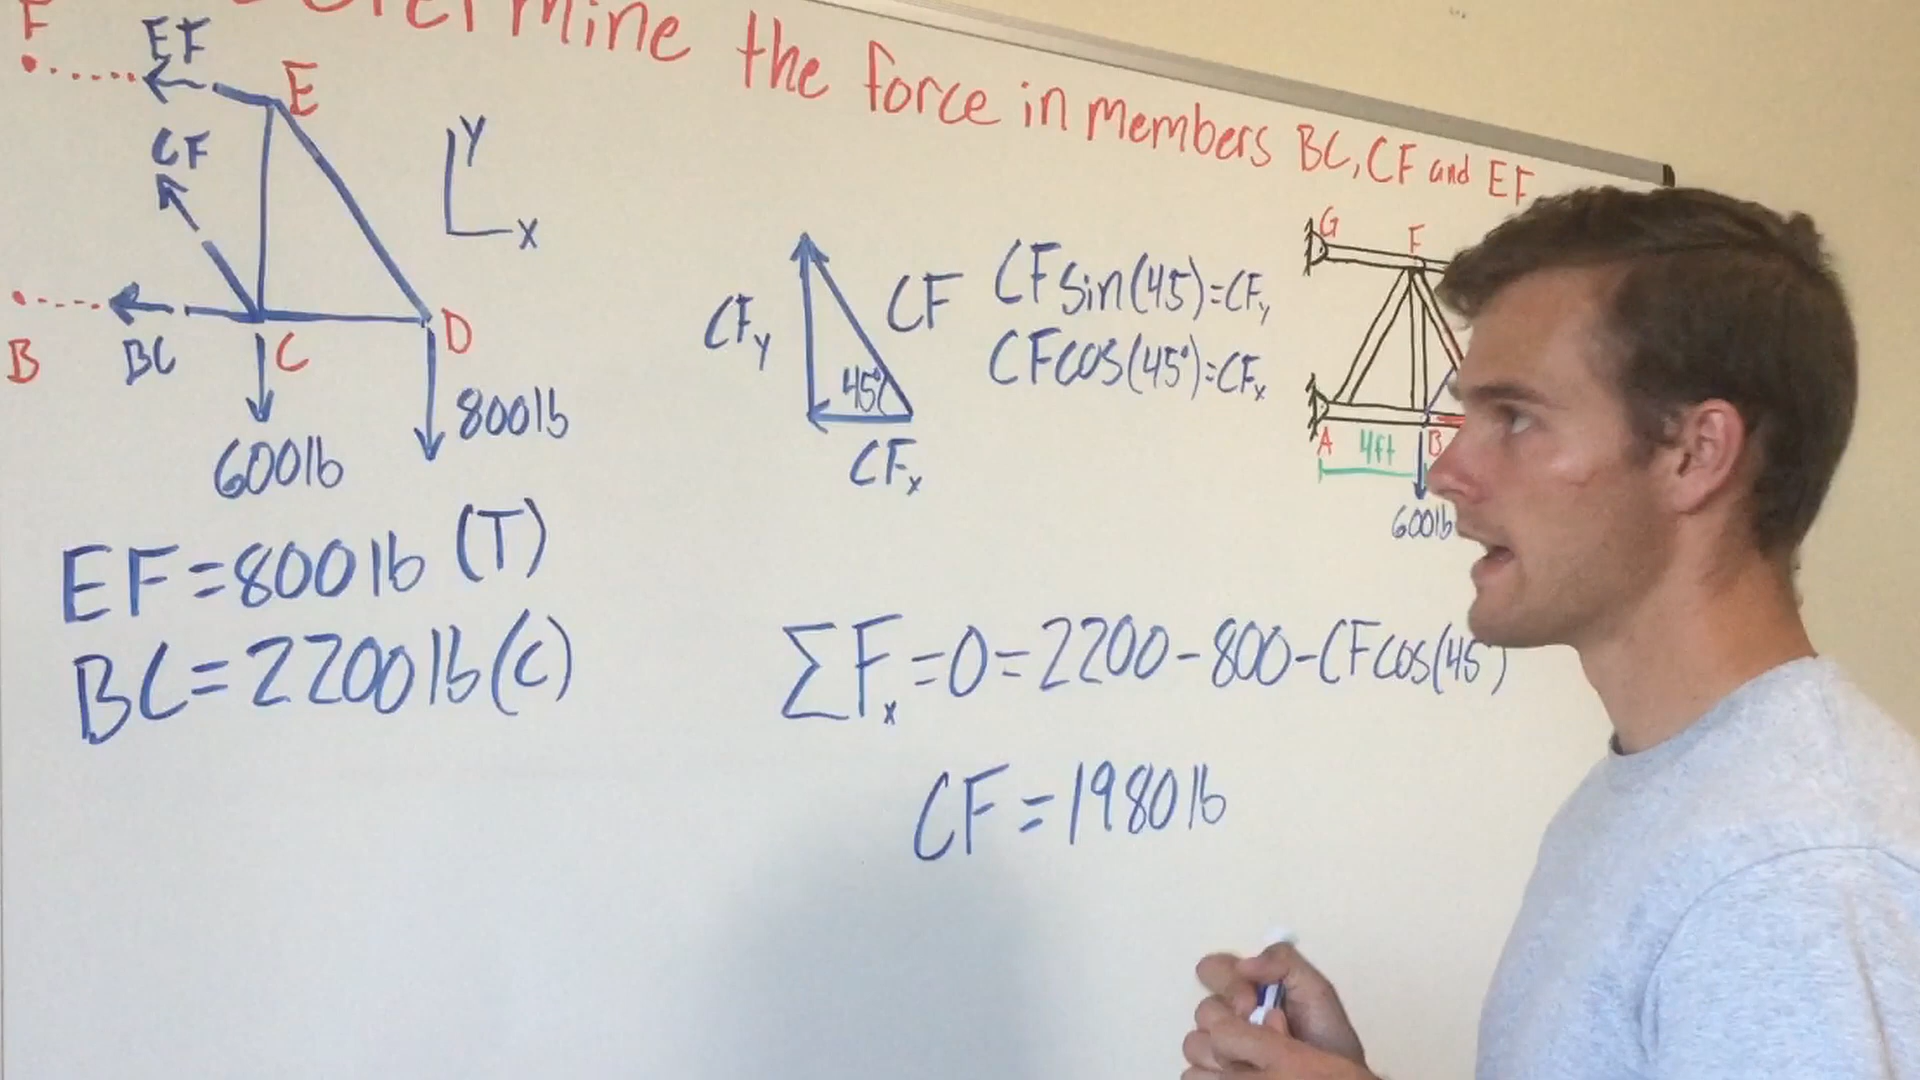 termine the force in members BC, CF and EF
F
EF
E
CF
Y
X
B
BC
C
D
600lb
800lb
CFy
CF
45°
CFx
CF sin(45)=CFy
CF cos(45°)=CFx
G
F
A
4ft
B
600lb
EF=800lb (T)
BC=2200lb (C)
ΣFx=0=2200-800-CF cos(45)
CF=1980lb